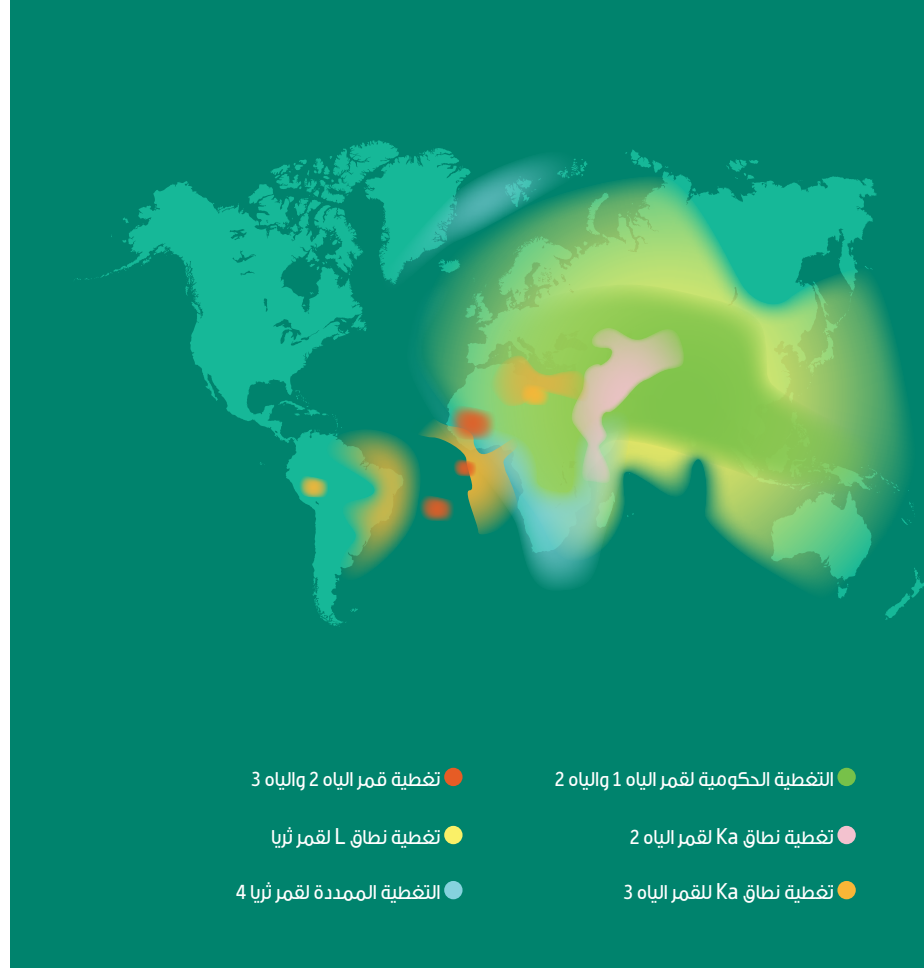 التغطية الحكومية لقمر الياه 1 والياه 2
تغطية نطاق Ka لقمر الياه 2
تغطية نطاق Ka للقمر الياه 3
تغطية قمر الياه 2 والياه 3
تغطية نطاق L لقمر ثريا
التغطية الممددة لقمر ثريا 4